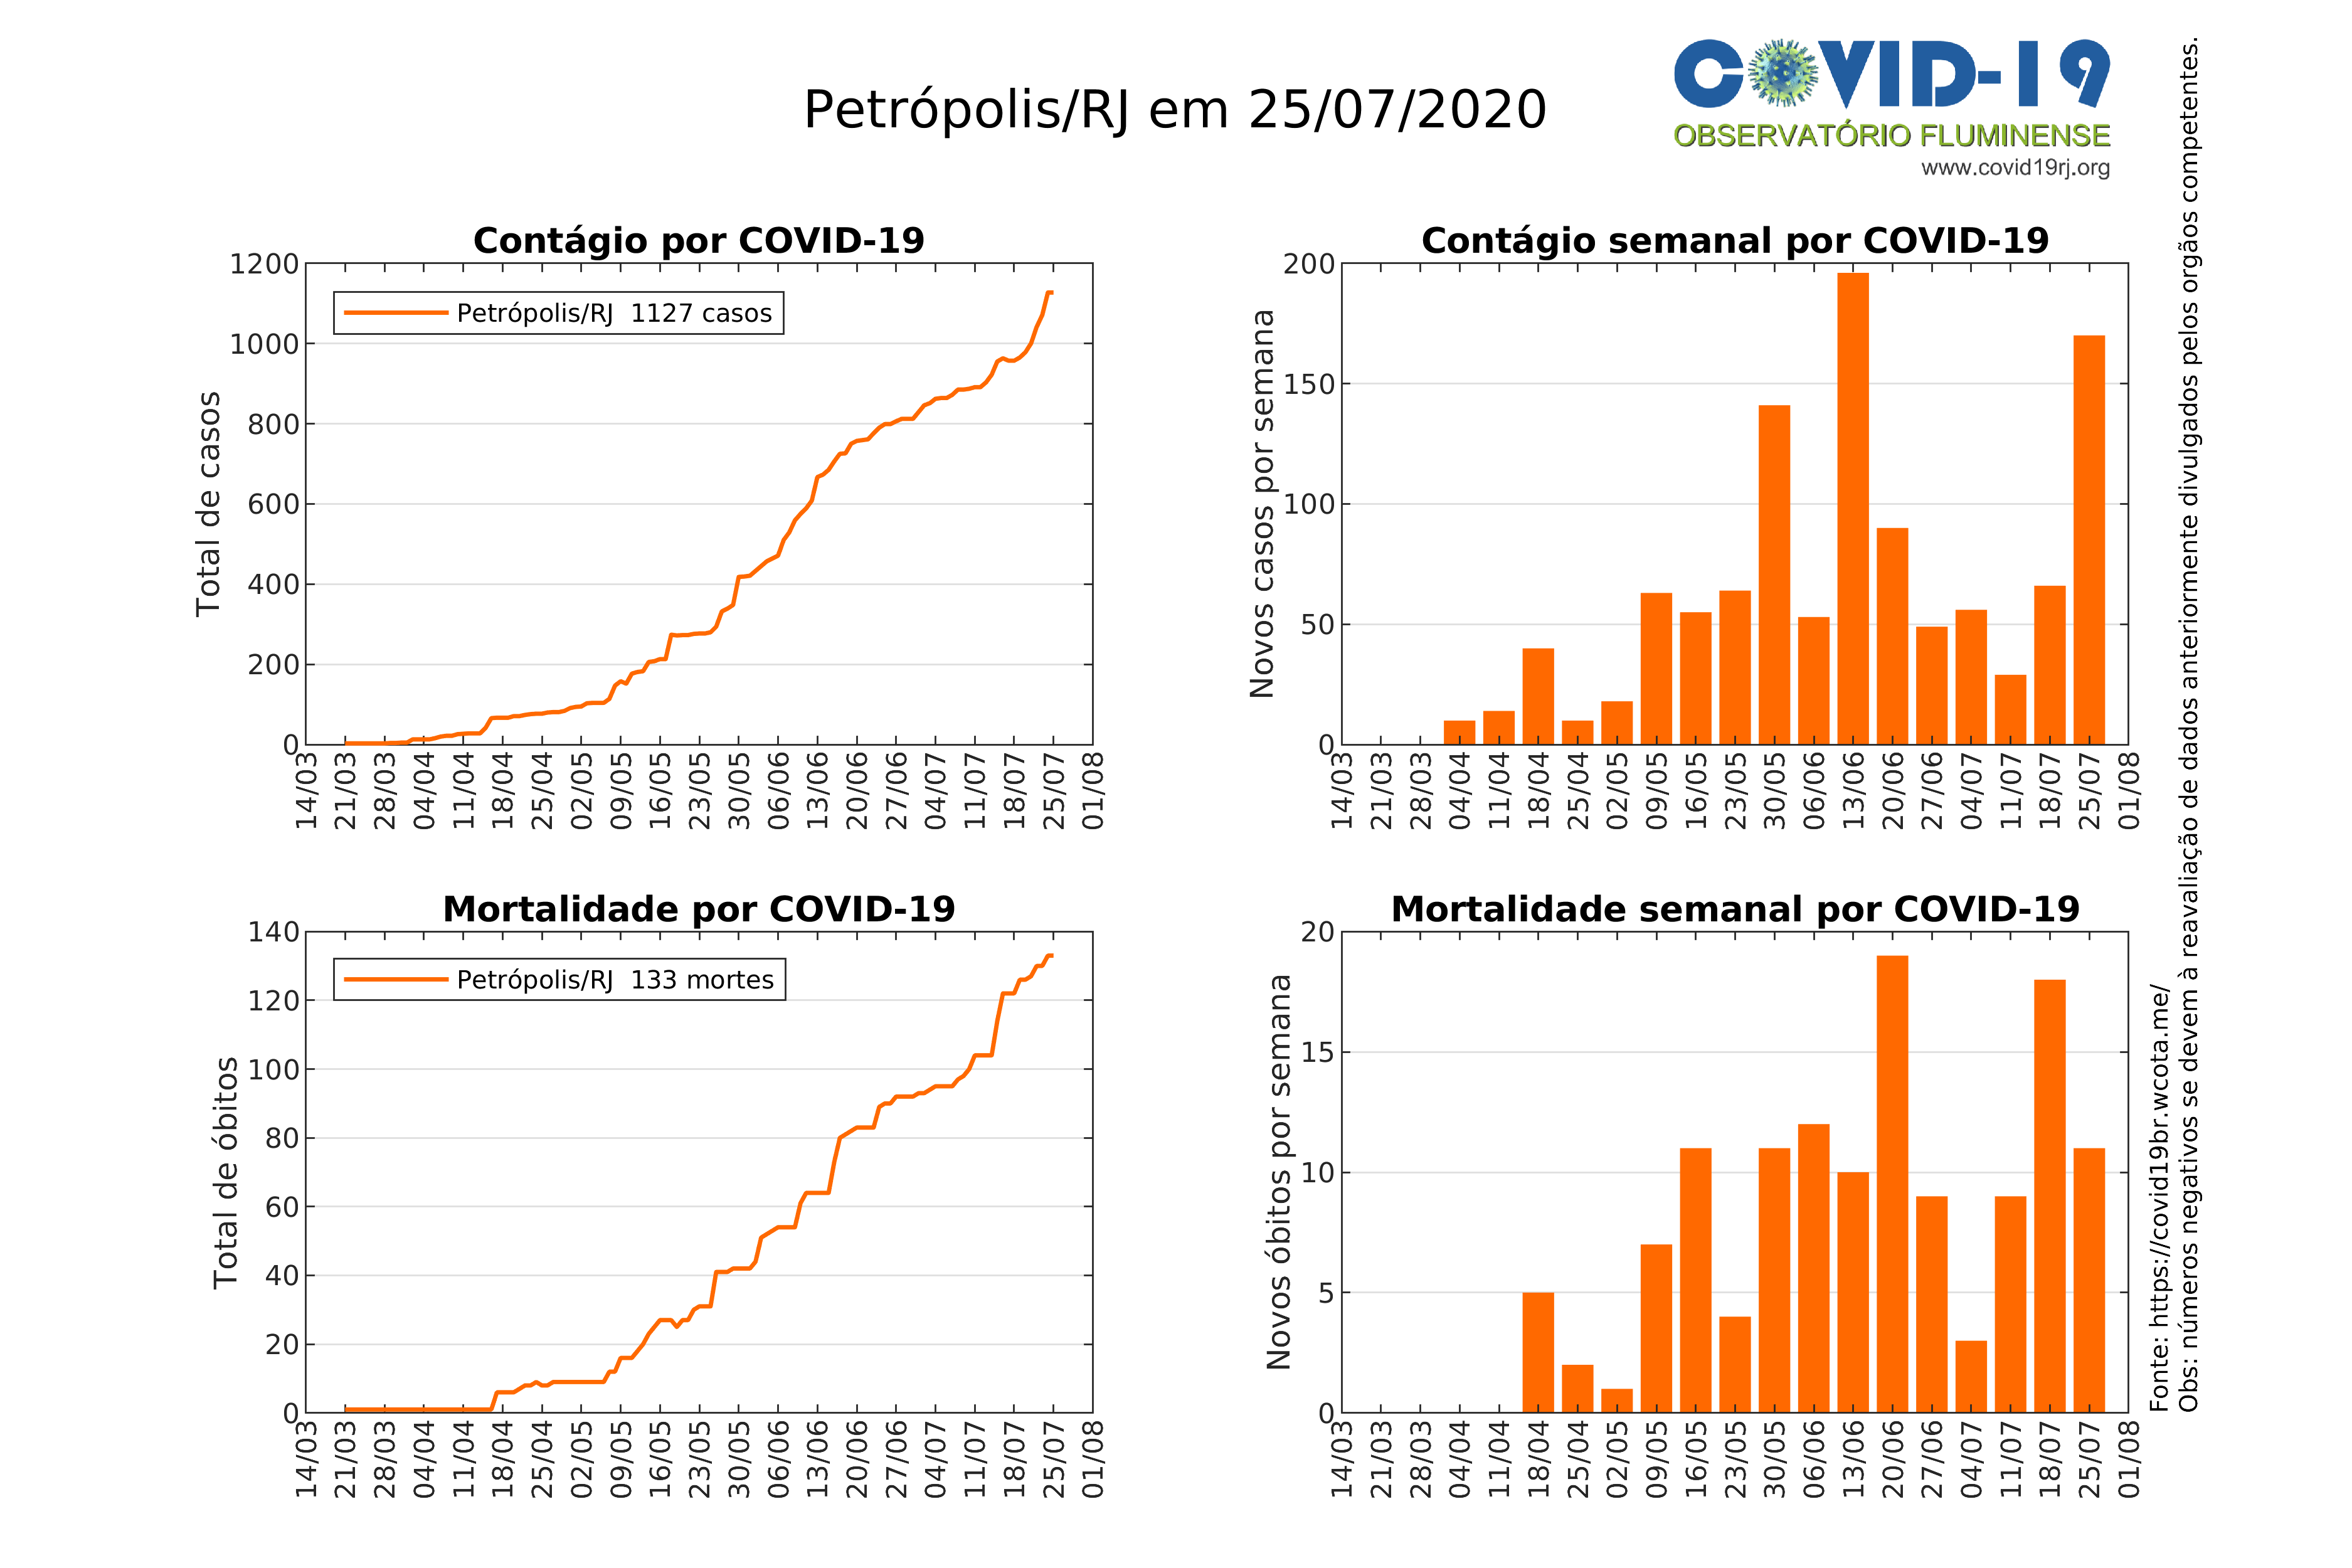 Petrópolis/RJ em 25/07/2020
COVID-19
OBSERVATÓRIO FLUMINENSE
www.covid19rj.org
Contágio por COVID-19
Total de casos
1200
1000
800
600
400
200
0
Petrópolis/RJ 1127 casos
14/03 21/03 28/03 04/04 11/04 18/04 25/04 02/05 09/05 16/05 23/05 30/05 06/06 13/06 20/06 27/06 04/07 11/07 18/07 25/07 01/08
Contágio semanal por COVID-19
Novos casos por semana
200
150
100
50
0
14/03 21/03 28/03 04/04 11/04 18/04 25/04 02/05 09/05 16/05 23/05 30/05 06/06 13/06 20/06 27/06 04/07 11/07 18/07 25/07 01/08
Mortalidade por COVID-19
Total de óbitos
140
120
100
80
60
40
20
0
Petrópolis/RJ 133 mortes
14/03 21/03 28/03 04/04 11/04 18/04 25/04 02/05 09/05 16/05 23/05 30/05 06/06 13/06 20/06 27/06 04/07 11/07 18/07 25/07 01/08
Mortalidade semanal por COVID-19
Novos óbitos por semana
20
15
10
5
0
14/03 21/03 28/03 04/04 11/04 18/04 25/04 02/05 09/05 16/05 23/05 30/05 06/06 13/06 20/06 27/06 04/07 11/07 18/07 25/07 01/08
Fonte: https://covid19br.wcota.me/
Obs: números negativos se devem à reavaliação de dados anteriormente divulgados pelos orgãos competentes.